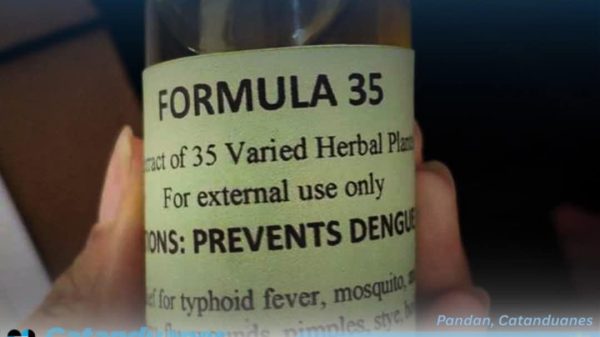 FORMULA 35
of 35 Varied Herbal
For external use only
PREVENTS DENGUE
for typhoid fever, mosquito,
pimples, stye,
Pandan, Catanduanes